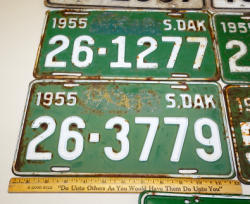 1955 S.DAK
26-1277
1955 S.DAK
26-3779
"Do Unto Others As You Would Have Them Do Unto You"